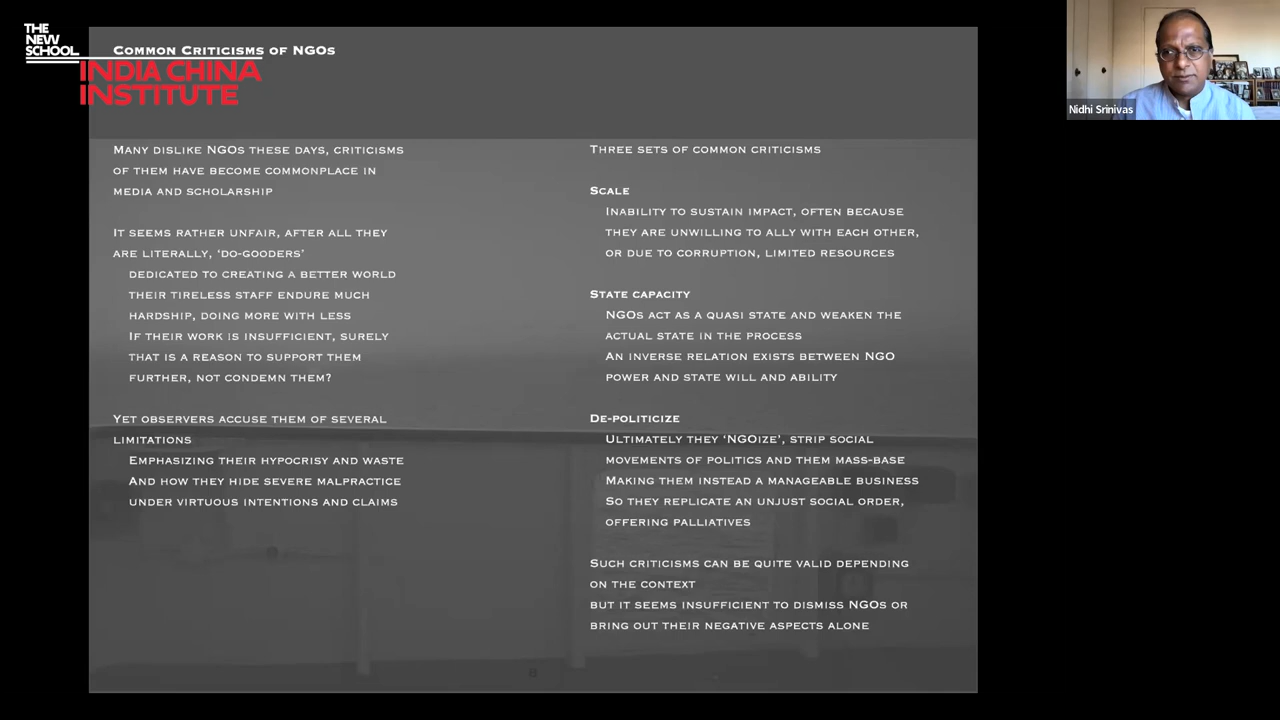 THE
NEW
SCHOOL
INDIA CHINA
INSTITUTE
Common Criticisms of NGOs
Many dislike NGOs these days, criticisms
of them have become commonplace in
media and scholarship
It seems rather unfair, after all they
are literally, ‘do-gooders’
dedicated to creating a better world
their tireless staff endure much
hardship, doing more with less
If their work is insufficient, surely
that is a reason to support them
further, not condemn them?
Yet observers accuse them of several
limitations
Emphasizing their hypocrisy and waste
And how they hide severe malpractice
under virtuous intentions and claims
Three sets of common criticisms
Scale
Inability to sustain impact, often because
they are unwilling to ally with each other,
or due to corruption, limited resources
State capacity
NGOs act as a quasi state and weaken the
actual state in the process
An inverse relation exists between NGO
power and state will and ability
De-politicize
Ultimately they ‘NGOize’, strip social
movements of politics and them mass-base
Making them instead a manageable business
So they replicate an unjust social order,
offering palliatives
Such criticisms can be quite valid depending
on the context
but it seems insufficient to dismiss NGOs or
bring out their negative aspects alone
8
Nidhi Srinivas